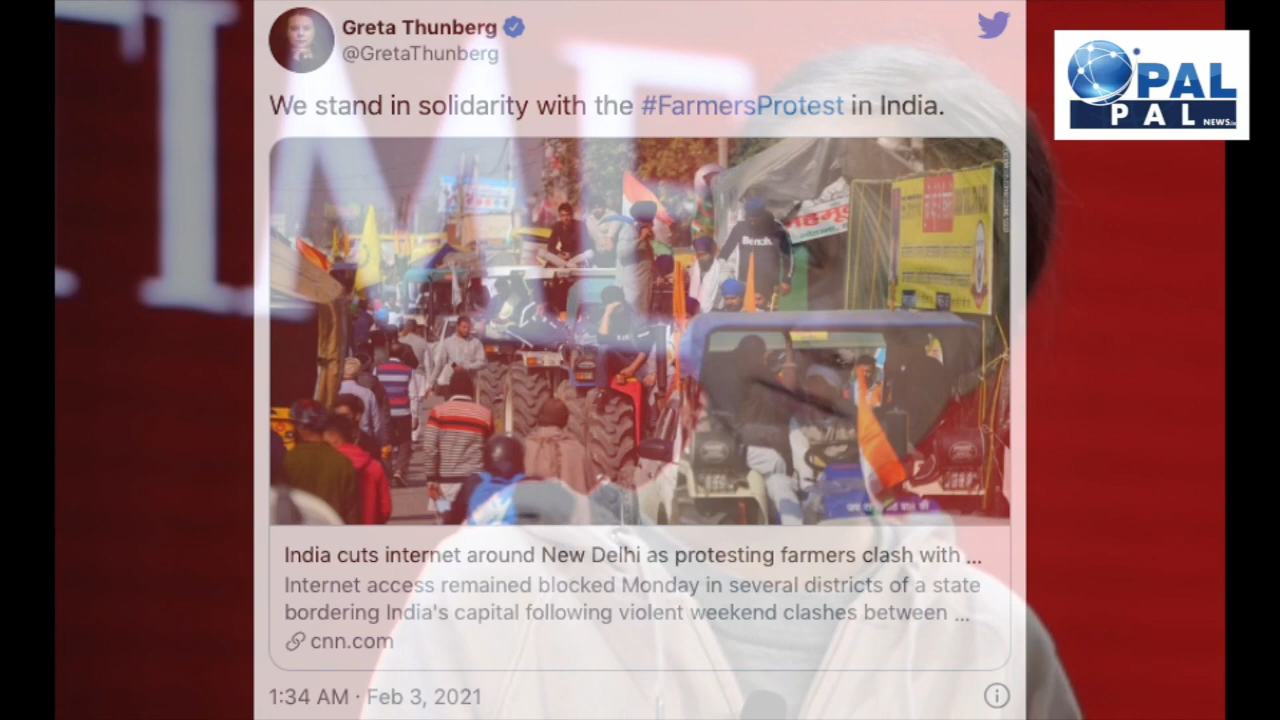 Greta Thunberg
@GretaThunberg
We stand in solidarity with the #FarmersProtest in India.
India cuts internet around New Delhi as protesting farmers clash with ...
Internet access remained blocked Monday in several districts of a state
bordering India's capital following violent weekend clashes between ...
cnn.com
1:34 AM · Feb 3, 2021
PAL
PAL NEWS